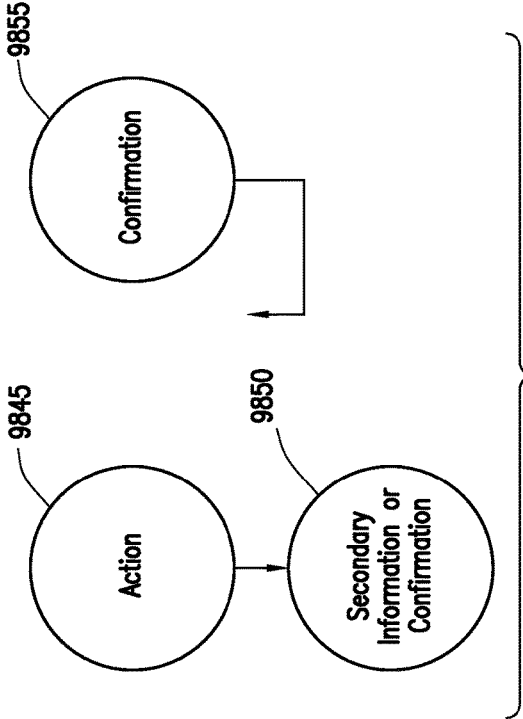 9845
Action
9850
Secondary
Information or
Confirmation
9855
Confirmation